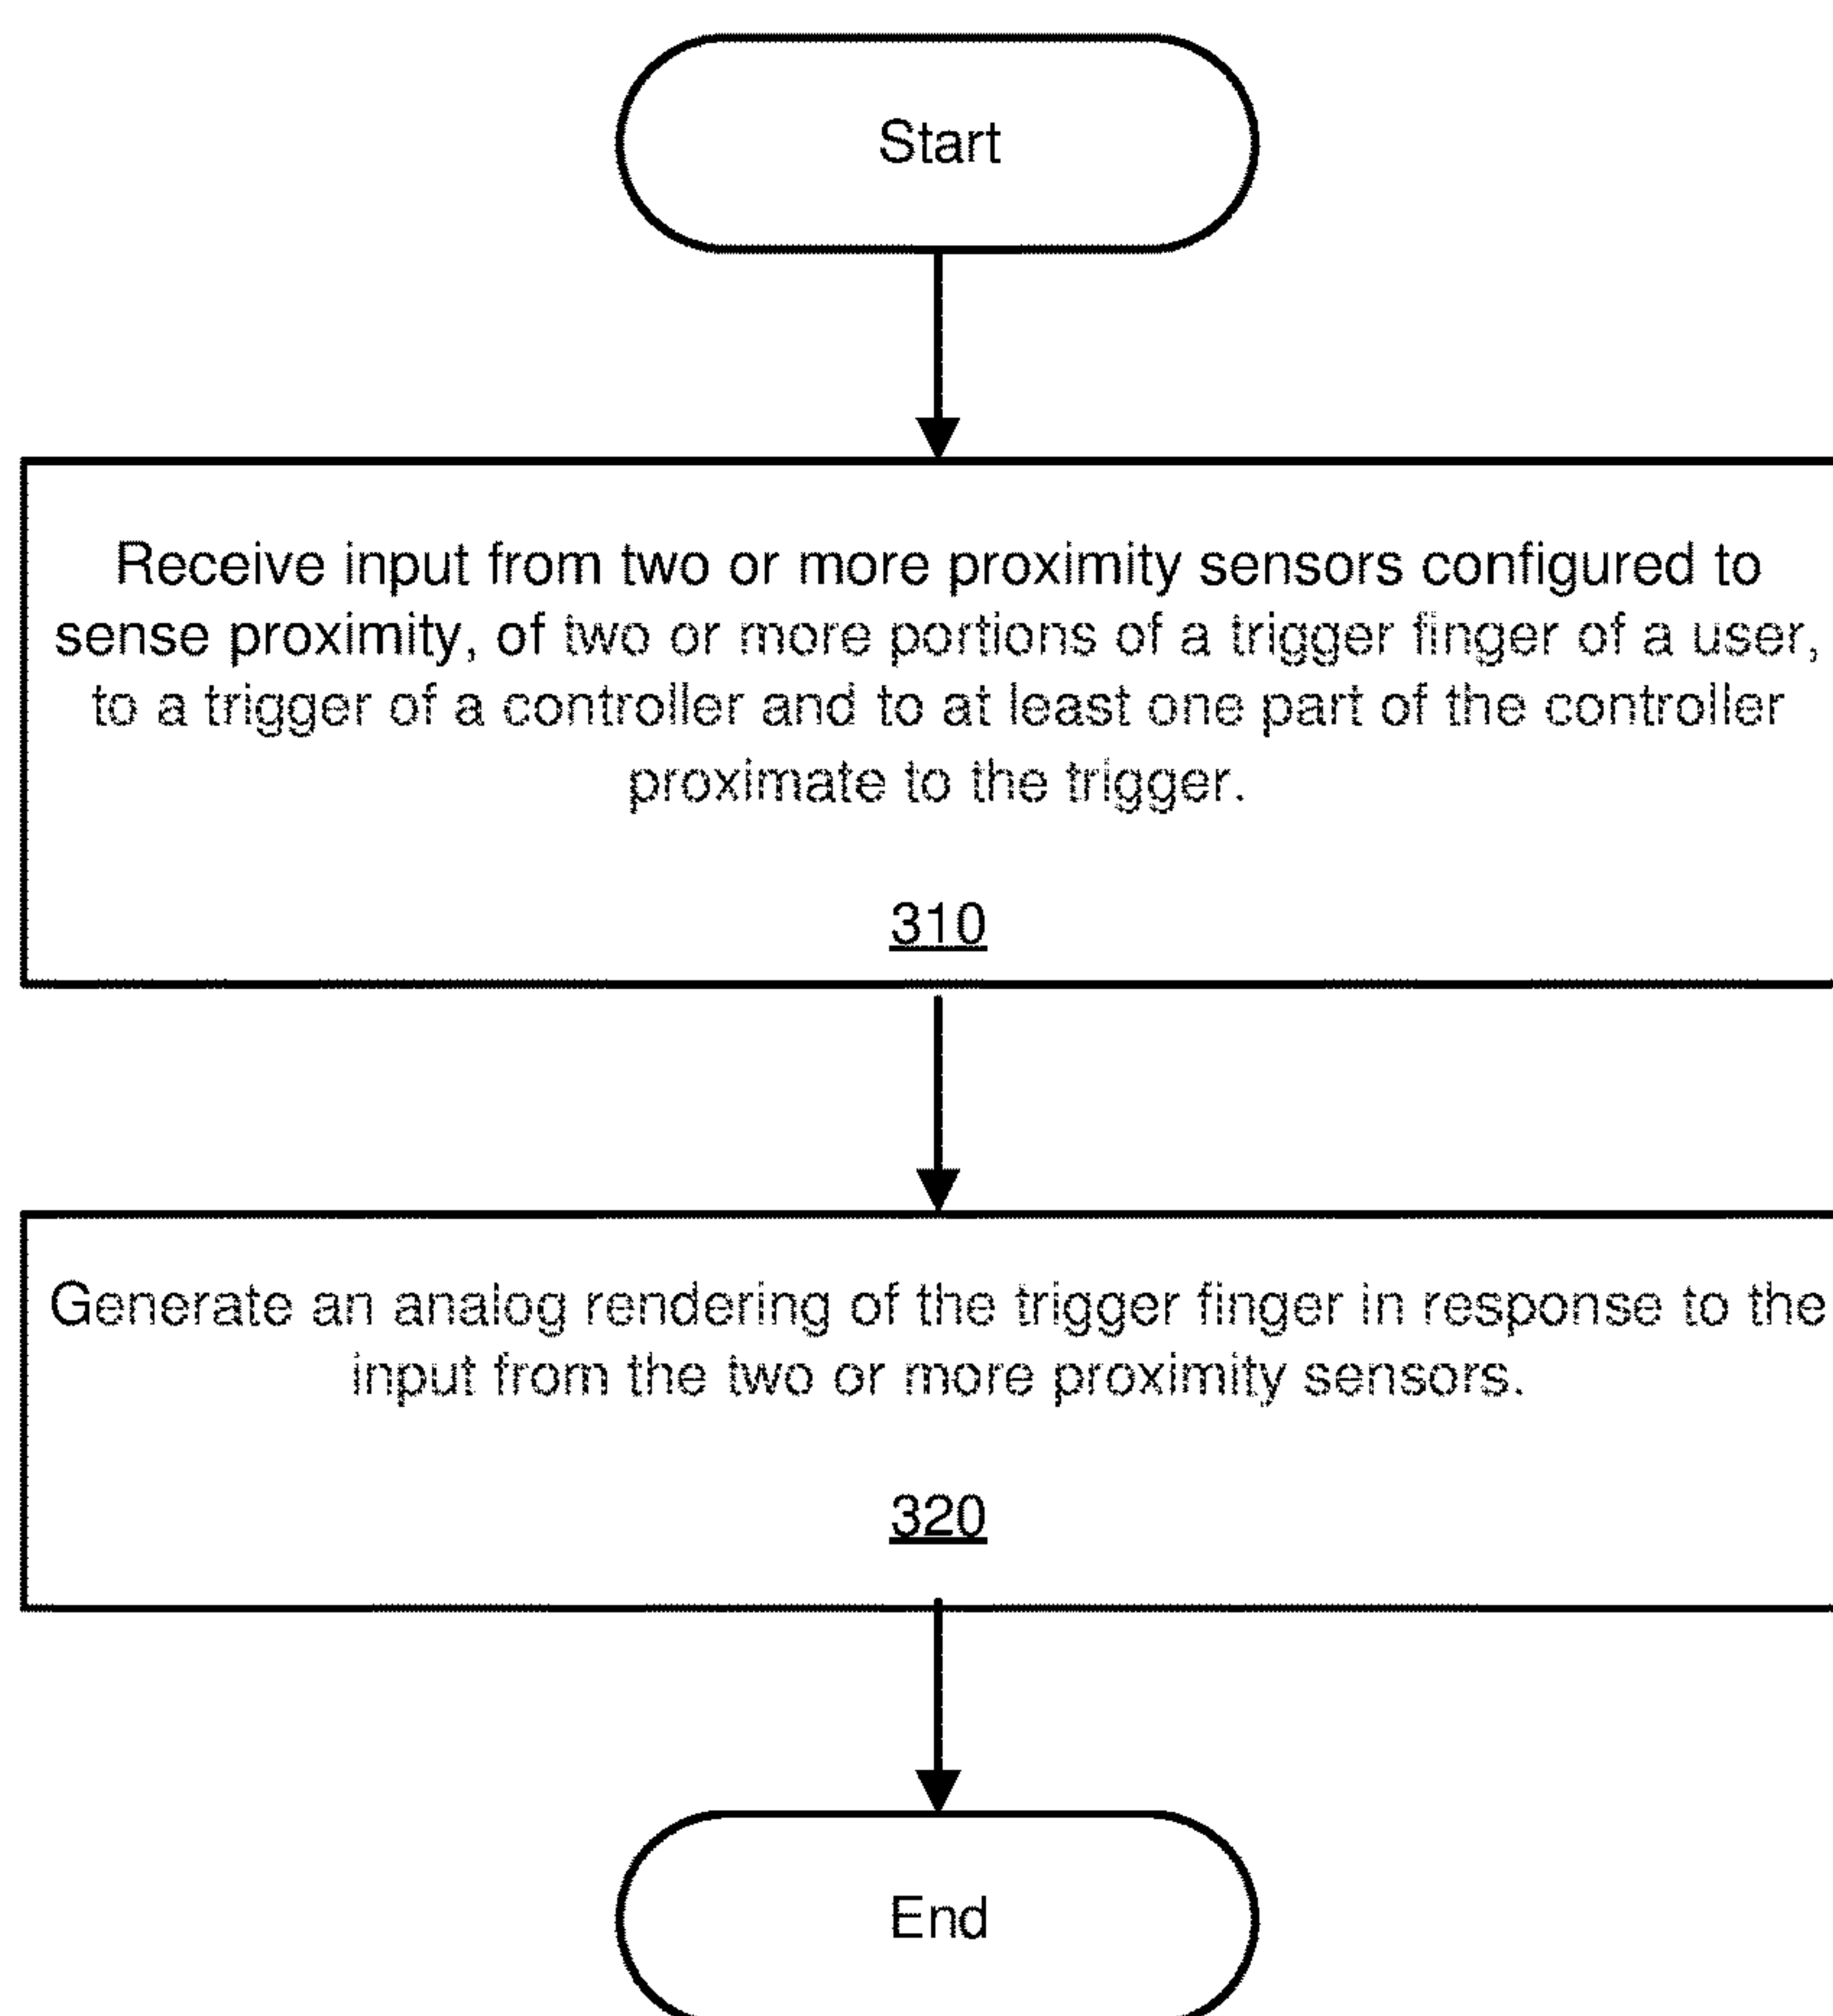 Start
Receive input from two or more proximity sensors configured to
sense proximity, of two or more portions of a trigger finger of a user,
to a trigger of a controller and to at least one part of the controller
proximate to the trigger.
310
Generate an analog rendering of the trigger finger in response to the
input from the two or more proximity sensors.
320
End